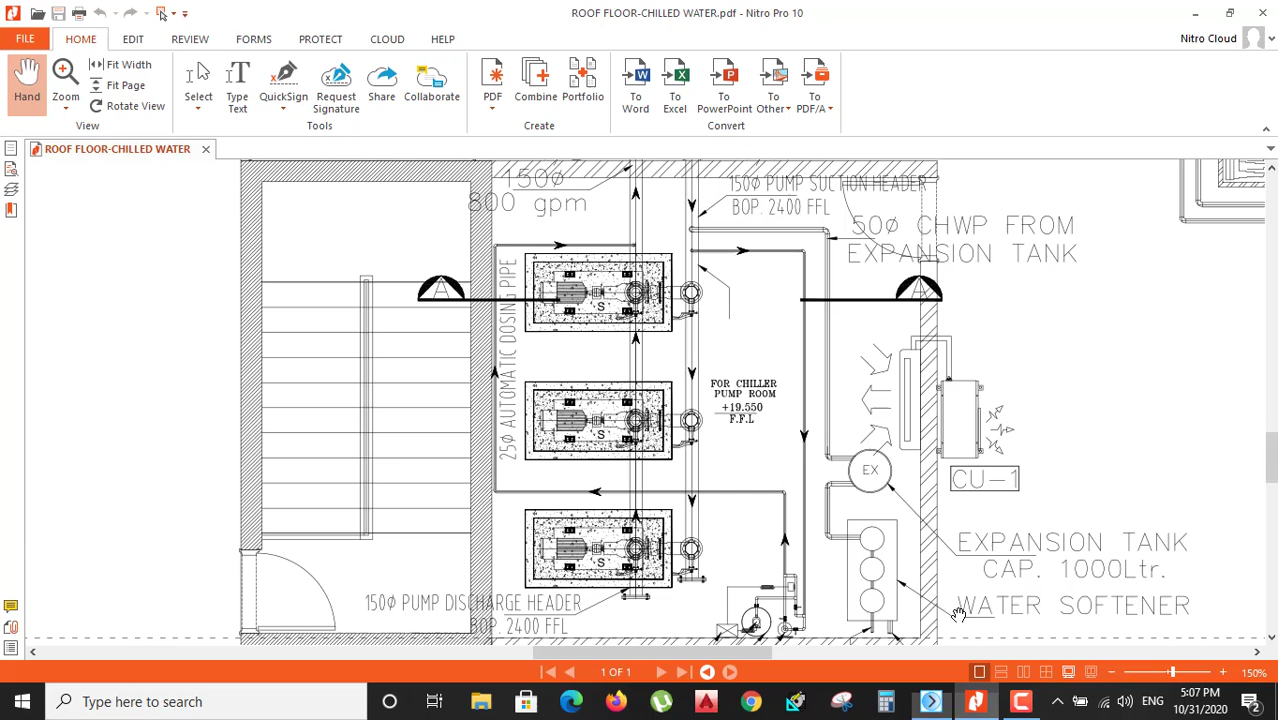 ROOF FLOOR-CHILLED WATER.pdf - Nitro Pro 10
FILE HOME EDIT REVIEW FORMS PROTECT CLOUD HELP Nitro Cloud
Hand
Zoom
Fit Width
Fit Page
Rotate View
View
Select
Type Text
QuickSign
Request Signature
Share
Collaborate
Tools
PDF
Combine
Portfolio
Create
To Word
To Excel
To PowerPoint
To Other
To PDF/A
Convert
ROOF FLOOR-CHILLED WATER
150ø
800 gpm
150ø PUMP SUCTION HEADER
BOP. 2400 FFL
50ø CHWP FROM
EXPANSION TANK
A
A
25ø AUTOMATIC DOSING PIPE
S
S
S
FOR CHILLER
PUMP ROOM
+19.550
F.F.L
EX
CU-1
EXPANSION TANK
CAP. 1000Ltr.
WATER SOFTENER
150ø PUMP DISCHARGE HEADER
BOP. 2400 FFL
1 OF 1
150%
Type here to search
ENG
5:07 PM
10/31/2020
2